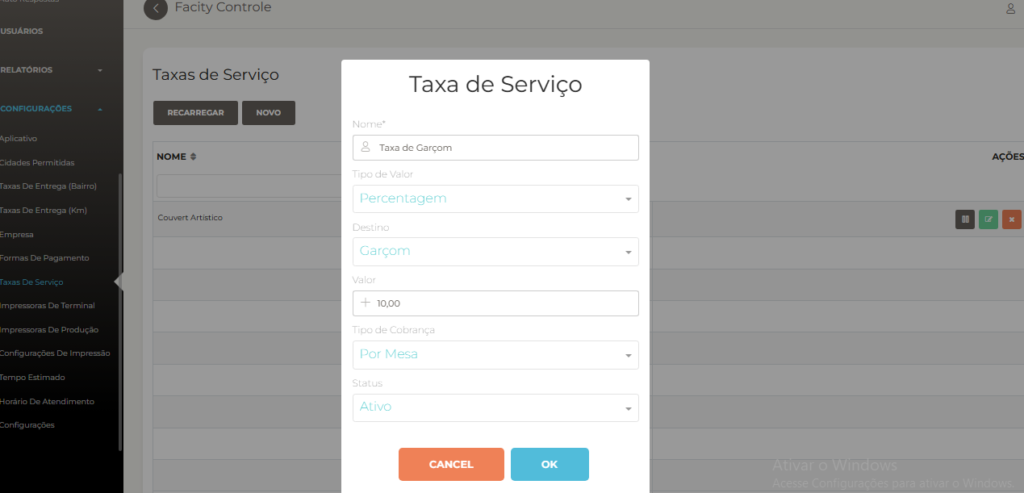 Facity Controle
USUÁRIOS
RELATÓRIOS
CONFIGURAÇÕES
Aplicativo
Cidades Permitidas
Taxas De Entrega (Bairro)
Taxas De Entrega (Km)
Empresa
Formas De Pagamento
Taxas De Serviço
Impressoras De Terminal
Impressoras De Produção
Configurações De Impressão
Tempo Estimado
Horário De Atendimento
Configurações
Taxas de Serviço
RECARREGAR NOVO
NOME AÇÕES
Couvert Artístico
Taxa de Serviço
Nome*
Taxa de Garçom
Tipo de Valor
Percentagem
Destino
Garçom
Valor
10,00
Tipo de Cobrança
Por Mesa
Status
Ativo
CANCEL OK
Ativar o Windows
Acesse Configurações para ativar o Windows.